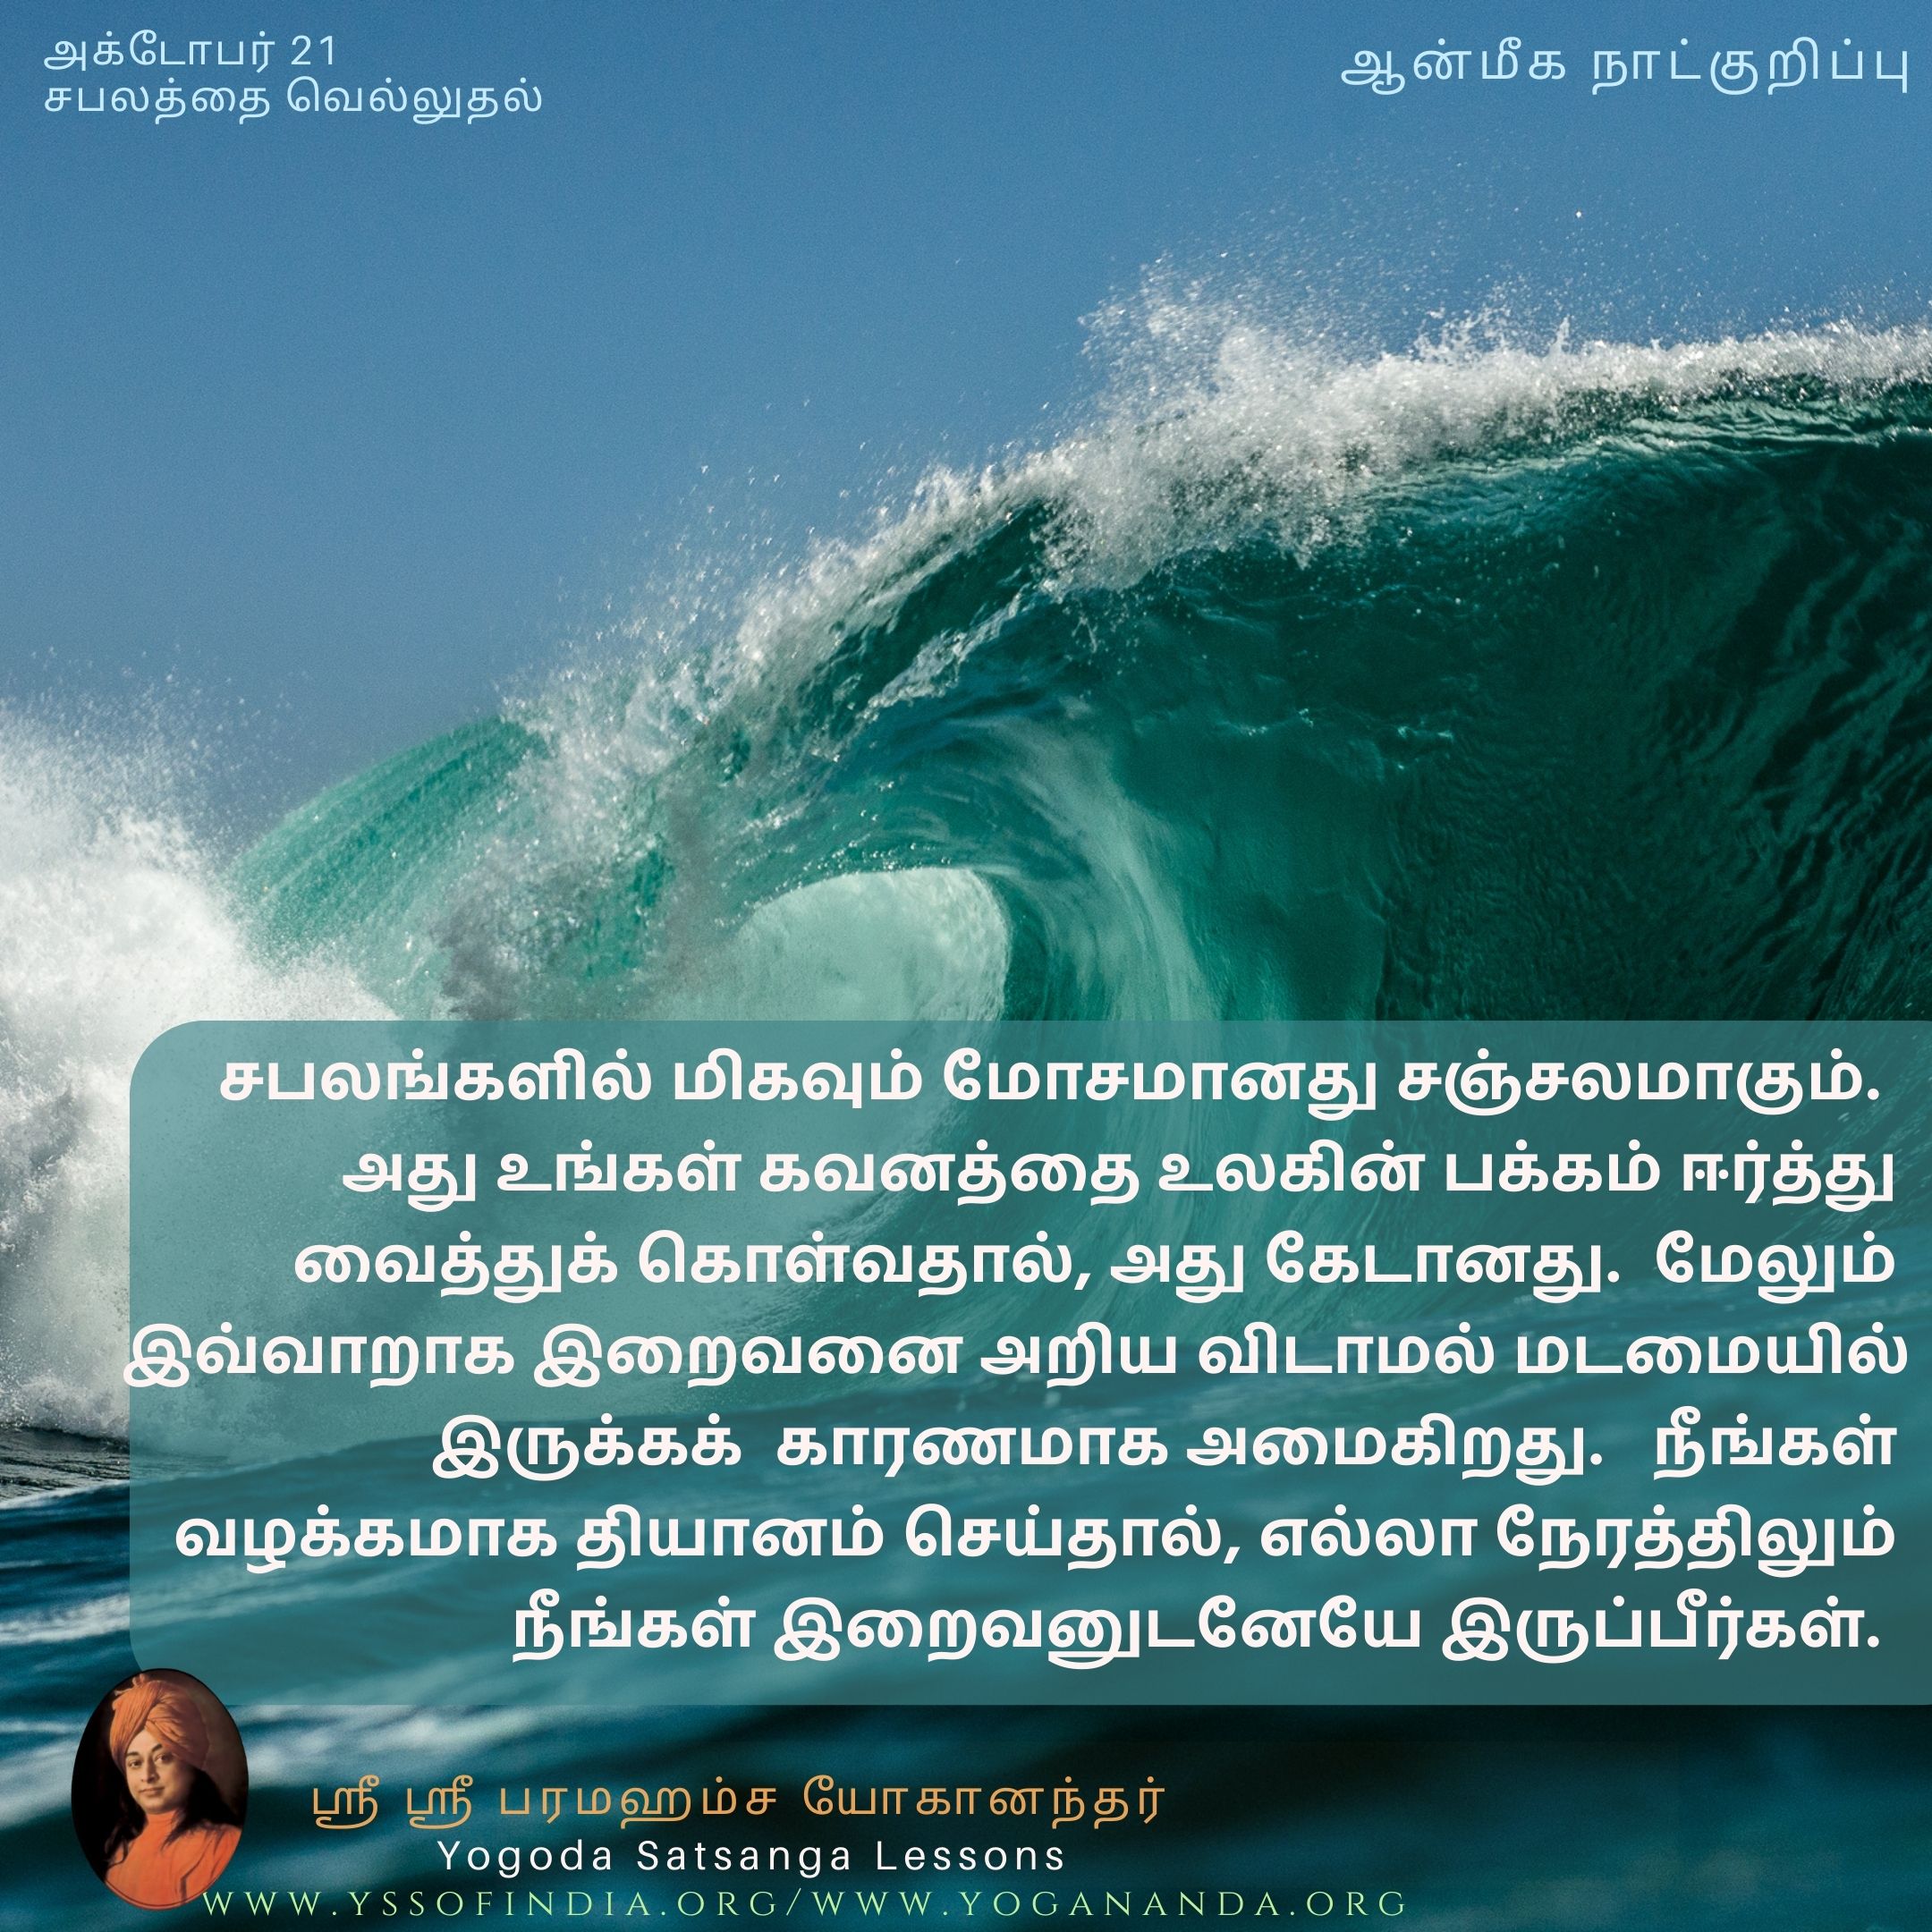 அக்டோபர் 21
சபலத்தை வெல்லுதல்
ஆன்மீக நாட்குறிப்பு
சபலங்களில் மிகவும் மோசமானது சஞ்சலமாகும்.
அது உங்கள் கவனத்தை உலகின் பக்கம் ஈர்த்து
வைத்துக் கொள்வதால், அது கேடானது. மேலும்
இவ்வாறாக இறைவனை அறிய விடாமல் மடமையில்
இருக்கக் காரணமாக அமைகிறது. நீங்கள்
வழக்கமாக தியானம் செய்தால், எல்லா நேரத்திலும்
நீங்கள் இறைவனுடனேயே இருப்பீர்கள்.
ஸ்ரீ ஸ்ரீ பரமஹம்ச யோகானந்தர்
Yogoda Satsanga Lessons
WWW.YSSOFINDIA.ORG/WWW.YOGANANDA.ORG